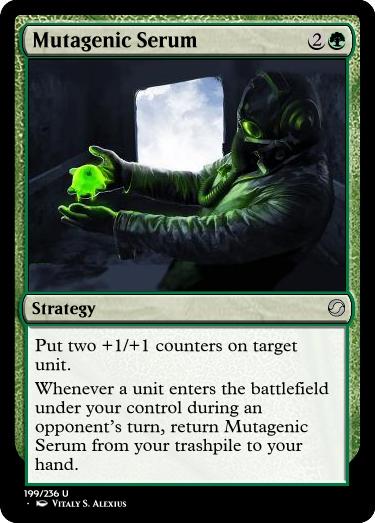 Mutagenic Serum 2
Strategy
Put two +1/+1 counters on target
unit.
Whenever a unit enters the battlefield
under your control during an
opponent's turn, return Mutagenic
Serum from your trashpile to your
hand.
199/236 U
· Vitaly S. Alexius